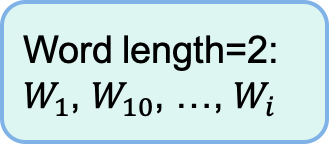 Word length=2:
W₁, W₁₀, …, Wᵢ